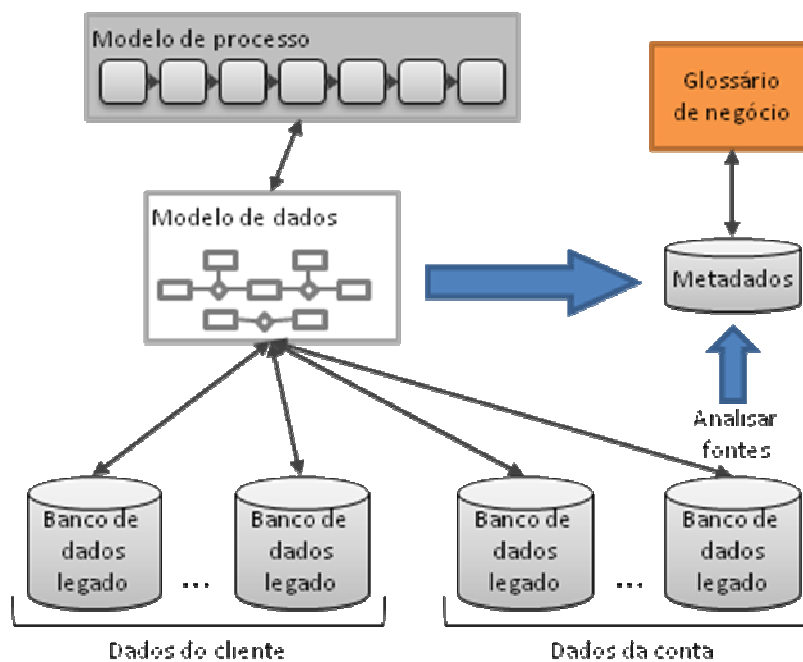 Modelo de processo
Glossário
de negócio
Modelo de dados
Metadados
Analisar
fontes
Banco de
dados
legado
...
Banco de
dados
legado
Banco de
dados
legado
...
Banco de
dados
legado
Dados do cliente
Dados da conta